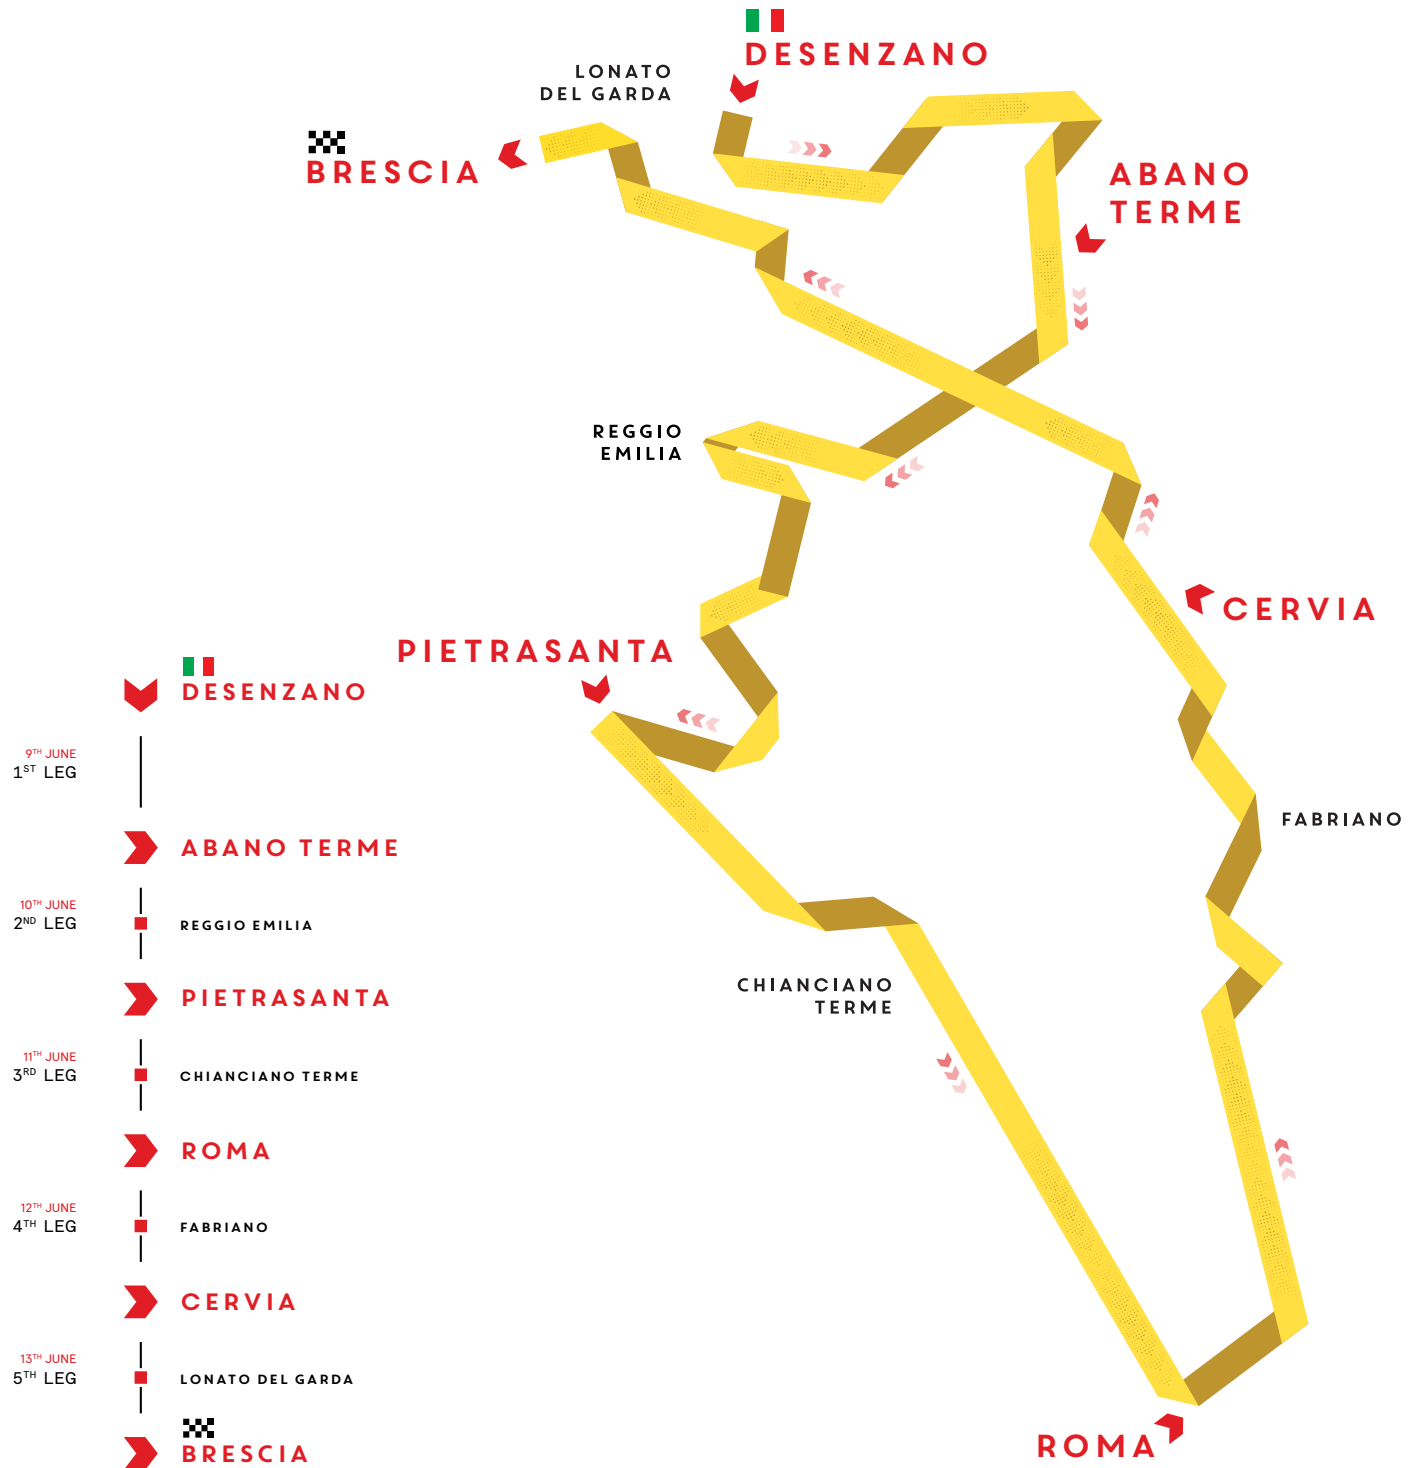 DESENZANO
LONATO
DEL GARDA
BRESCIA
ABANO
TERME
REGGIO
EMILIA
CERVIA
PIETRASANTA
FABRIANO
CHIANCIANO
TERME
ROMA
DESENZANO
9TH JUNE
1ST LEG
ABANO TERME
10TH JUNE
2ND LEG
REGGIO EMILIA
PIETRASANTA
11TH JUNE
3RD LEG
CHIANCIANO TERME
ROMA
12TH JUNE
4TH LEG
FABRIANO
CERVIA
13TH JUNE
5TH LEG
LONATO DEL GARDA
BRESCIA